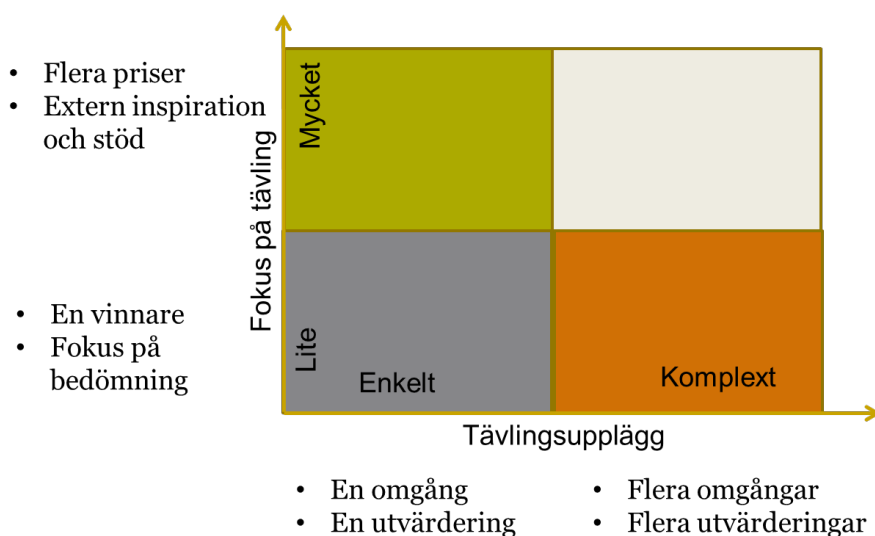 • Flera priser
• Extern inspiration
och stöd
Mycket
Fokus på tävling
• En vinnare
• Fokus på
bedömning
Lite
Enkelt
Komplext
Tävlingsupplägg
• En omgång
• En utvärdering
• Flera omgångar
• Flera utvärderingar